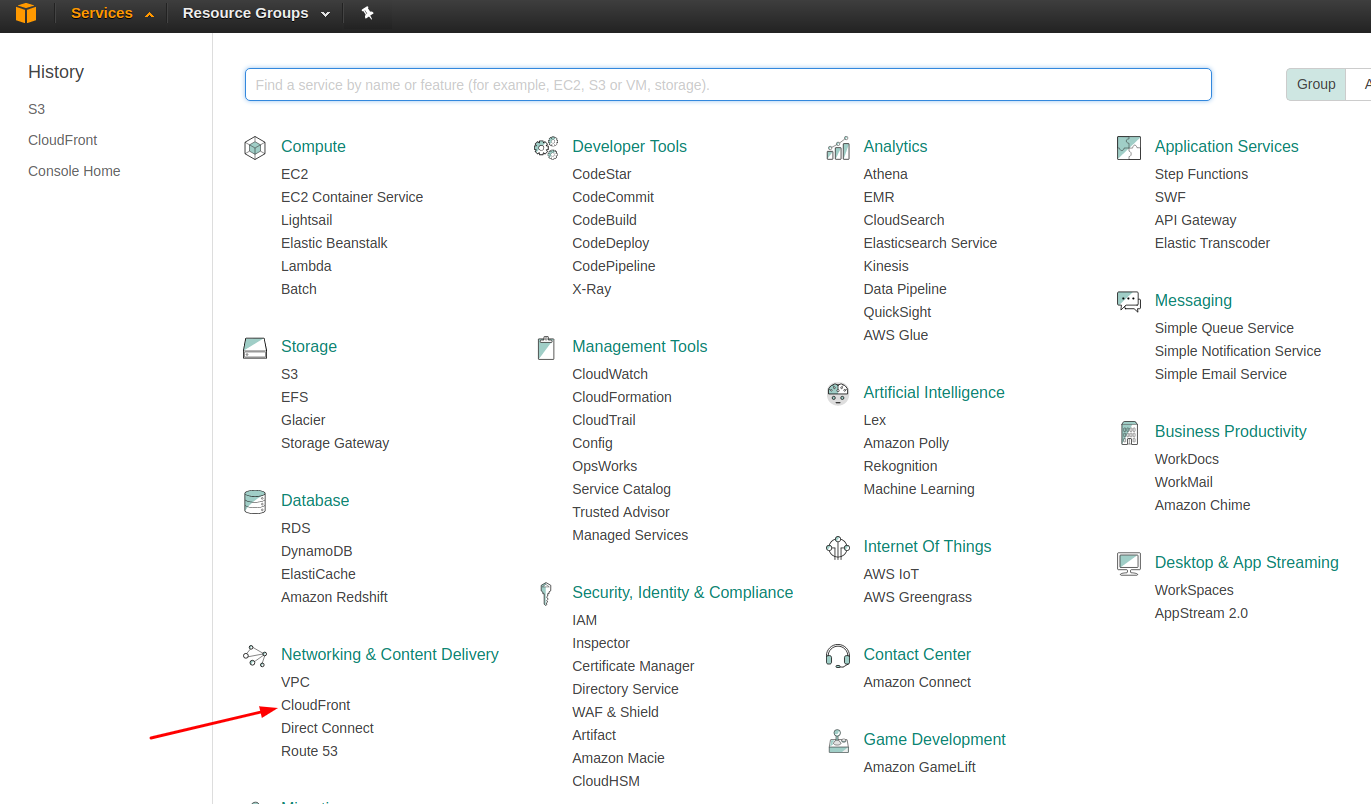 Services
Resource Groups
History
S3
CloudFront
Console Home
Find a service by name or feature (for example, EC2, S3 or VM, storage).
Group
Compute
EC2
EC2 Container Service
Lightsail
Elastic Beanstalk
Lambda
Batch
Storage
S3
EFS
Glacier
Storage Gateway
Database
RDS
DynamoDB
ElastiCache
Amazon Redshift
Networking & Content Delivery
VPC
CloudFront
Direct Connect
Route 53
Developer Tools
CodeStar
CodeCommit
CodeBuild
CodeDeploy
CodePipeline
X-Ray
Management Tools
CloudWatch
CloudFormation
CloudTrail
Config
OpsWorks
Service Catalog
Trusted Advisor
Managed Services
Security, Identity & Compliance
IAM
Inspector
Certificate Manager
Directory Service
WAF & Shield
Artifact
Amazon Macie
CloudHSM
Analytics
Athena
EMR
CloudSearch
Elasticsearch Service
Kinesis
Data Pipeline
QuickSight
AWS Glue
Artificial Intelligence
Lex
Amazon Polly
Rekognition
Machine Learning
Internet Of Things
AWS IoT
AWS Greengrass
Contact Center
Amazon Connect
Game Development
Amazon GameLift
Application Services
Step Functions
SWF
API Gateway
Elastic Transcoder
Messaging
Simple Queue Service
Simple Notification Service
Simple Email Service
Business Productivity
WorkDocs
WorkMail
Amazon Chime
Desktop & App Streaming
WorkSpaces
AppStream 2.0